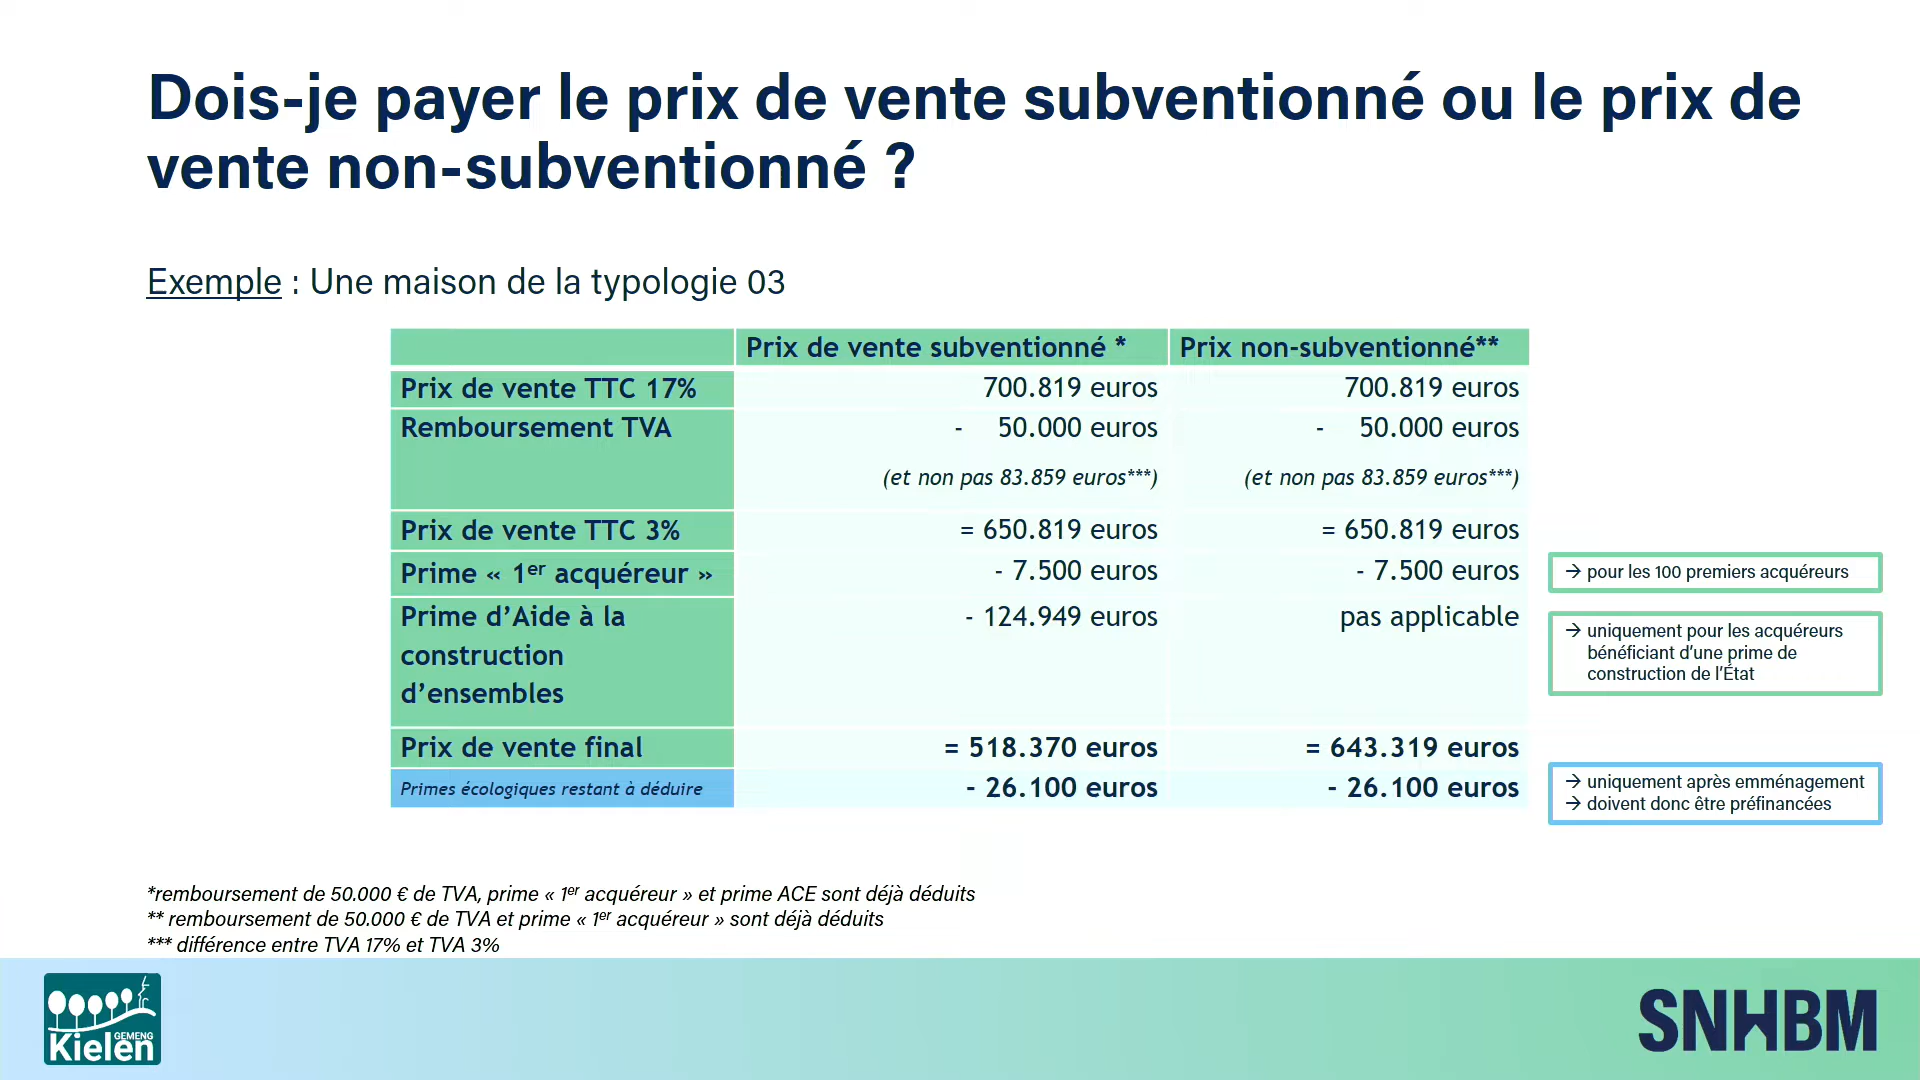 Dois-je payer le prix de vente subventionné ou le prix de
vente non-subventionné ?
Exemple : Une maison de la typologie 03
Prix de vente subventionné * Prix non-subventionné**
Prix de vente TTC 17% 700.819 euros 700.819 euros
Remboursement TVA - 50.000 euros - 50.000 euros
(et non pas 83.859 euros***) (et non pas 83.859 euros***)
Prix de vente TTC 3% = 650.819 euros = 650.819 euros
Prime « 1er acquéreur » - 7.500 euros - 7.500 euros
→ pour les 100 premiers acquéreurs
Prime d’Aide à la - 124.949 euros pas applicable
construction
d’ensembles
→ uniquement pour les acquéreurs
bénéficiant d’une prime de
construction de l’État
Prix de vente final = 518.370 euros = 643.319 euros
Primes écologiques restant à déduire - 26.100 euros - 26.100 euros
→ uniquement après emménagement
→ doivent donc être préfinancées
*remboursement de 50.000 € de TVA, prime « 1er acquéreur » et prime ACE sont déjà déduits
** remboursement de 50.000 € de TVA et prime « 1er acquéreur » sont déjà déduits
*** différence entre TVA 17% et TVA 3%
GEMENG
Kielen
SNHBM